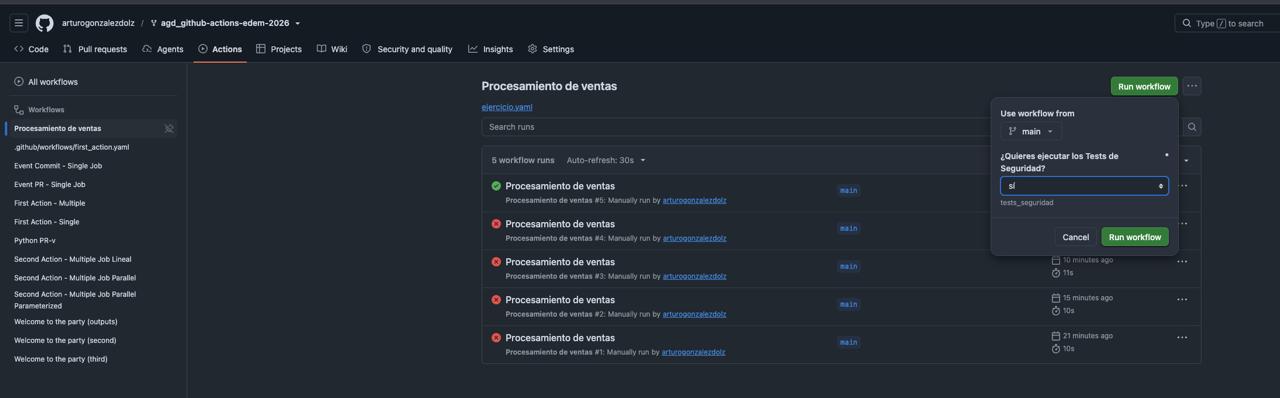 arturogonzalezdolz / agd_github-actions-edem-2026
Type / to search
Code Pull requests Agents Actions Projects Wiki Security and quality Insights Settings
All workflows
Workflows
Procesamiento de ventas
.github/workflows/first_action.yaml
Event Commit - Single Job
Event PR - Single Job
First Action - Multiple
First Action - Single
Python PR-v
Second Action - Multiple Job Lineal
Second Action - Multiple Job Parallel
Second Action - Multiple Job Parallel
Parameterized
Welcome to the party (outputs)
Welcome to the party (second)
Welcome to the party (third)
Procesamiento de ventas
Run workflow
ejercicio.yaml
Search runs
5 workflow runs Auto-refresh: 30s
Procesamiento de ventas
main
Procesamiento de ventas #5: Manually run by arturogonzalezdolz
Procesamiento de ventas
main
Procesamiento de ventas #4: Manually run by arturogonzalezdolz
Procesamiento de ventas
main
10 minutes ago
Procesamiento de ventas #3: Manually run by arturogonzalezdolz
11s
Procesamiento de ventas
main
15 minutes ago
Procesamiento de ventas #2: Manually run by arturogonzalezdolz
10s
Procesamiento de ventas
main
21 minutes ago
Procesamiento de ventas #1: Manually run by arturogonzalezdolz
10s
Use workflow from
main
¿Quieres ejecutar los Tests de *
Seguridad?
sí
tests_seguridad
Cancel Run workflow